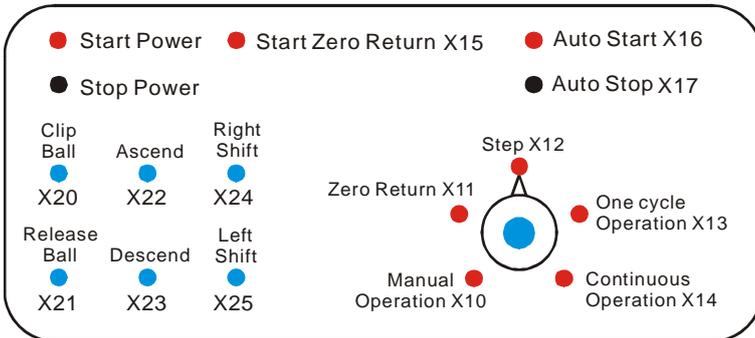 Start Power
Start Zero Return X15
Auto Start X16
Stop Power
Auto Stop X17
Clip
Ball
X20
Ascend
X22
Right
Shift
X24
Release
Ball
X21
Descend
X23
Left
Shift
X25
Step X12
Zero Return X11
One cycle
Operation X13
Manual
Operation X10
Continuous
Operation X14